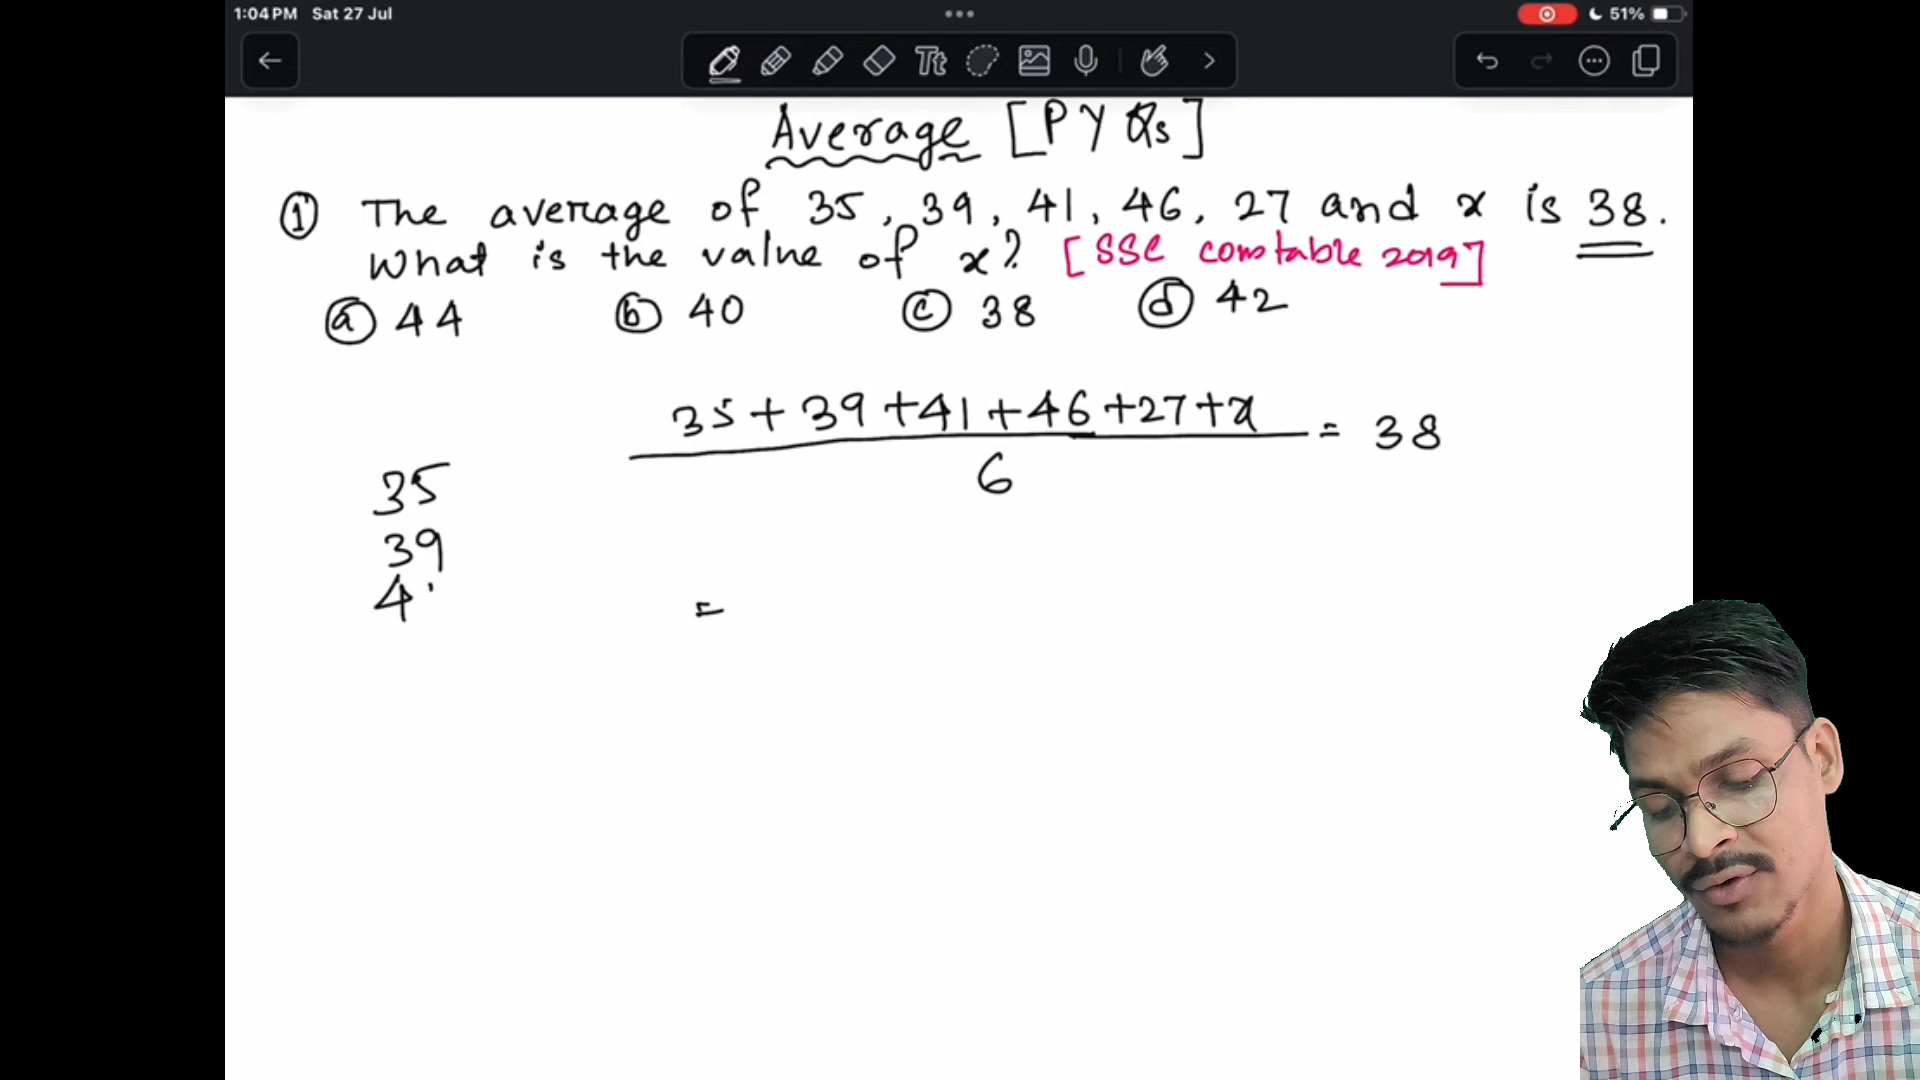 1:04 PM Sat 27 Jul
51%
Tt
Average [PYQs]
① The average of 35, 39, 41, 46, 27 and x is 38.
What is the value of x? [SSC constable 2019]
ⓐ 44 ⓑ 40 ⓒ 38 ⓓ 42
35 + 39 + 41 + 46 + 27 + x = 38
6
35
39
4
=